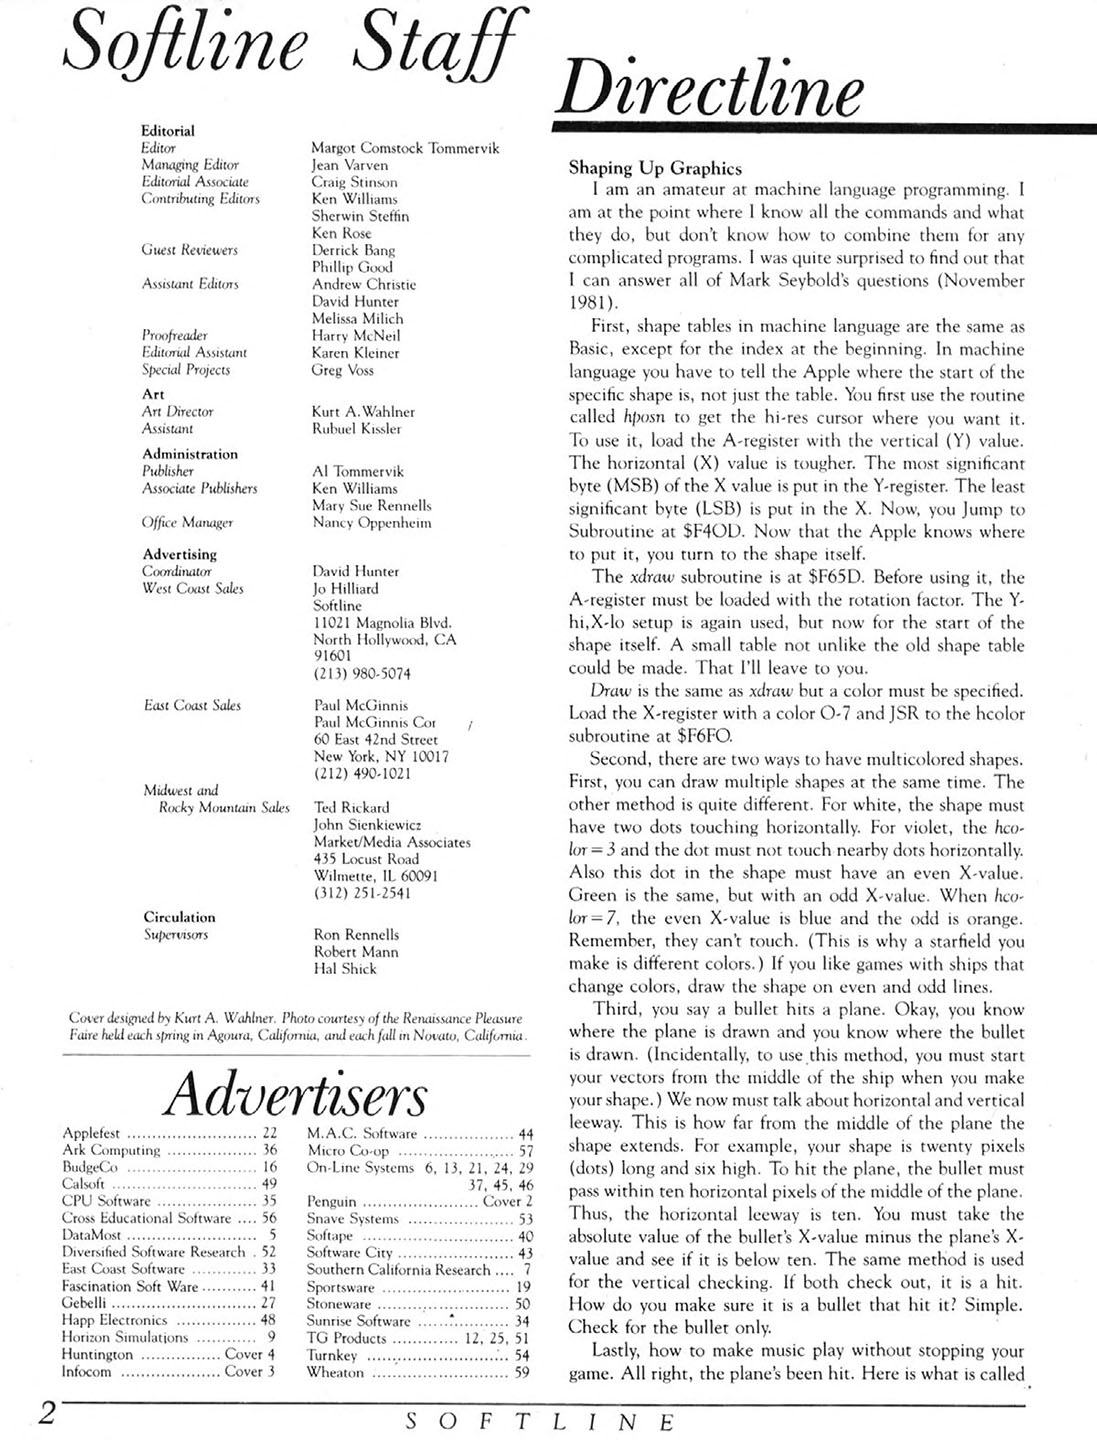 Softline Staff
Editorial
Editor Margot Comstock Tommervik
Managing Editor Jean Varven
Editorial Associate Craig Stinson
Contributing Editors Ken Williams
Sherwin Steffin
Ken Rose
Guest Reviewers Derrick Bang
Phillip Good
Assistant Editors Andrew Christie
David Hunter
Melissa Milich
Proofreader Harry McNeil
Editorial Assistant Karen Kleiner
Special Projects Greg Voss
Art
Art Director Kurt A. Wahlner
Assistant Rubuel Kissler
Administration
Publisher Al Tommervik
Associate Publishers Ken Williams
Mary Sue Rennells
Office Manager Nancy Oppenheim
Advertising
Coordinator David Hunter
West Coast Sales Jo Hilliard
Softline
11021 Magnolia Blvd.
North Hollywood, CA
91601
(213) 980-5074
East Coast Sales Paul McGinnis
Paul McGinnis Cor
60 East 42nd Street
New York, NY 10017
(212) 490-1021
Midwest and
Rocky Mountain Sales Ted Rickard
John Sienkiewicz
Market/Media Associates
435 Locust Road
Wilmette, IL 60091
(312) 251-2541
Circulation
Supervisors Ron Rennells
Robert Mann
Hal Shick
Cover designed by Kurt A. Wahlner. Photo courtesy of the Renaissance Pleasure
Faire held each spring in Agoura, California, and each fall in Novato, California.
Advertisers
Applefest .......................... 22
Ark Computing .................. 36
BudgeCo .......................... 16
Calsoft ............................. 49
CPU Software ..................... 35
Cross Educational Software .... 56
DataMost ........................... 5
Diversified Software Research . 52
East Coast Software ............. 33
Fascination Soft Ware ........... 41
Gebelli ............................. 27
Happ Electronics ................ 48
Horizon Simulations ............ 9
Huntington ................ Cover 4
Infocom .................... Cover 3
M.A.C. Software .................. 44
Micro Co-op ...................... 57
On-Line Systems 6, 13, 21, 24, 29
37, 45, 46
Penguin ....................... Cover 2
Snave Systems ..................... 53
Softape .............................. 40
Software City ....................... 43
Southern California Research .... 7
Sportsware .......................... 19
Stoneware .......................... 50
Sunrise Software .................. 34
TG Products ............. 12, 25, 51
Turnkey ............................ 54
Wheaton ........................... 59
Directline
Shaping Up Graphics
I am an amateur at machine language programming. I
am at the point where I know all the commands and what
they do, but don't know how to combine them for any
complicated programs. I was quite surprised to find out that
I can answer all of Mark Seybold's questions (November
1981).
First, shape tables in machine language are the same as
Basic, except for the index at the beginning. In machine
language you have to tell the Apple where the start of the
specific shape is, not just the table. You first use the routine
called hposn to get the hi-res cursor where you want it.
To use it, load the A-register with the vertical (Y) value.
The horizontal (X) value is tougher. The most significant
byte (MSB) of the X value is put in the Y-register. The least
significant byte (LSB) is put in the X. Now, you Jump to
Subroutine at $F4OD. Now that the Apple knows where
to put it, you turn to the shape itself.
The xdraw subroutine is at $F65D. Before using it, the
A-register must be loaded with the rotation factor. The Y-
hi,X-lo setup is again used, but now for the start of the
shape itself. A small table not unlike the old shape table
could be made. That I'll leave to you.
Draw is the same as xdraw but a color must be specified.
Load the X-register with a color O-7 and JSR to the hcolor
subroutine at $F6FO.
Second, there are two ways to have multicolored shapes.
First, you can draw multiple shapes at the same time. The
other method is quite different. For white, the shape must
have two dots touching horizontally. For violet, the hco-
lor=3 and the dot must not touch nearby dots horizontally.
Also this dot in the shape must have an even X-value.
Green is the same, but with an odd X-value. When hco-
lor=7, the even X-value is blue and the odd is orange.
Remember, they can't touch. (This is why a starfield you
make is different colors.) If you like games with ships that
change colors, draw the shape on even and odd lines.
Third, you say a bullet hits a plane. Okay, you know
where the plane is drawn and you know where the bullet
is drawn. (Incidentally, to use this method, you must start
your vectors from the middle of the ship when you make
your shape.) We now must talk about horizontal and vertical
leeway. This is how far from the middle of the plane the
shape extends. For example, your shape is twenty pixels
(dots) long and six high. To hit the plane, the bullet must
pass within ten horizontal pixels of the middle of the plane.
Thus, the horizontal leeway is ten. You must take the
absolute value of the bullet's X-value minus the plane's X-
value and see if it is below ten. The same method is used
for the vertical checking. If both check out, it is a hit.
How do you make sure it is a bullet that hit it? Simple.
Check for the bullet only.
Lastly, how to make music play without stopping your
game. All right, the plane's been hit. Here is what is called
2
SOFTLINE